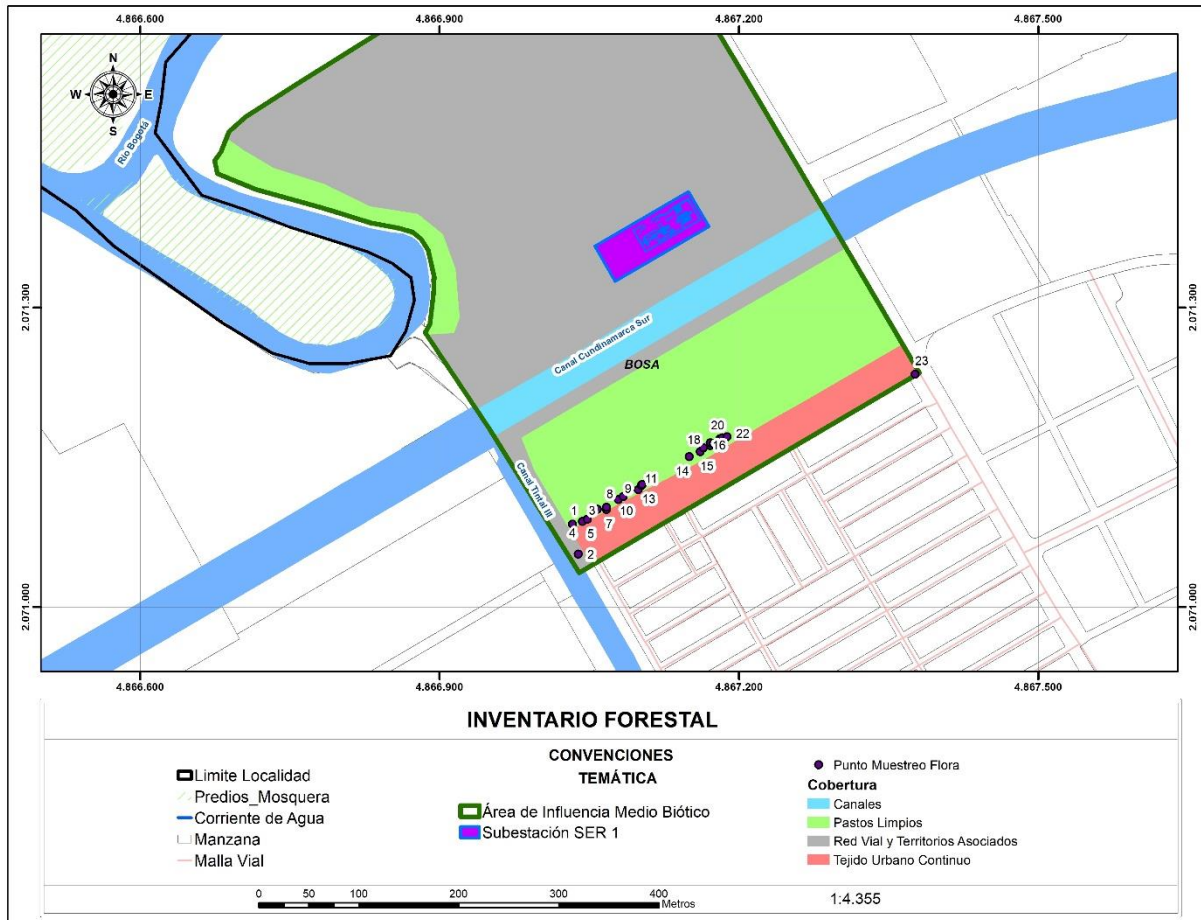 4.866.600
4.866.900
4.867.200
4.867.500
N
W
E
S
Río Bogotá
2.071.300
2.071.300
Canal Cundinamarca Sur
BOSA
Canal Tintal III
23
20
22
18
16
14
15
11
9
8
13
10
1
3
7
4
5
2
2.071.000
2.071.000
4.866.600
4.866.900
4.867.200
4.867.500
INVENTARIO FORESTAL
CONVENCIONES
TEMÁTICA
Limite Localidad
Predios_Mosquera
Corriente de Agua
Manzana
Malla Vial
Área de Influencia Medio Biótico
Subestación SER 1
Punto Muestreo Flora
Cobertura
Canales
Pastos Limpios
Red Vial y Territorios Asociados
Tejido Urbano Continuo
0 50 100 200 300 400
Metros
1:4.355